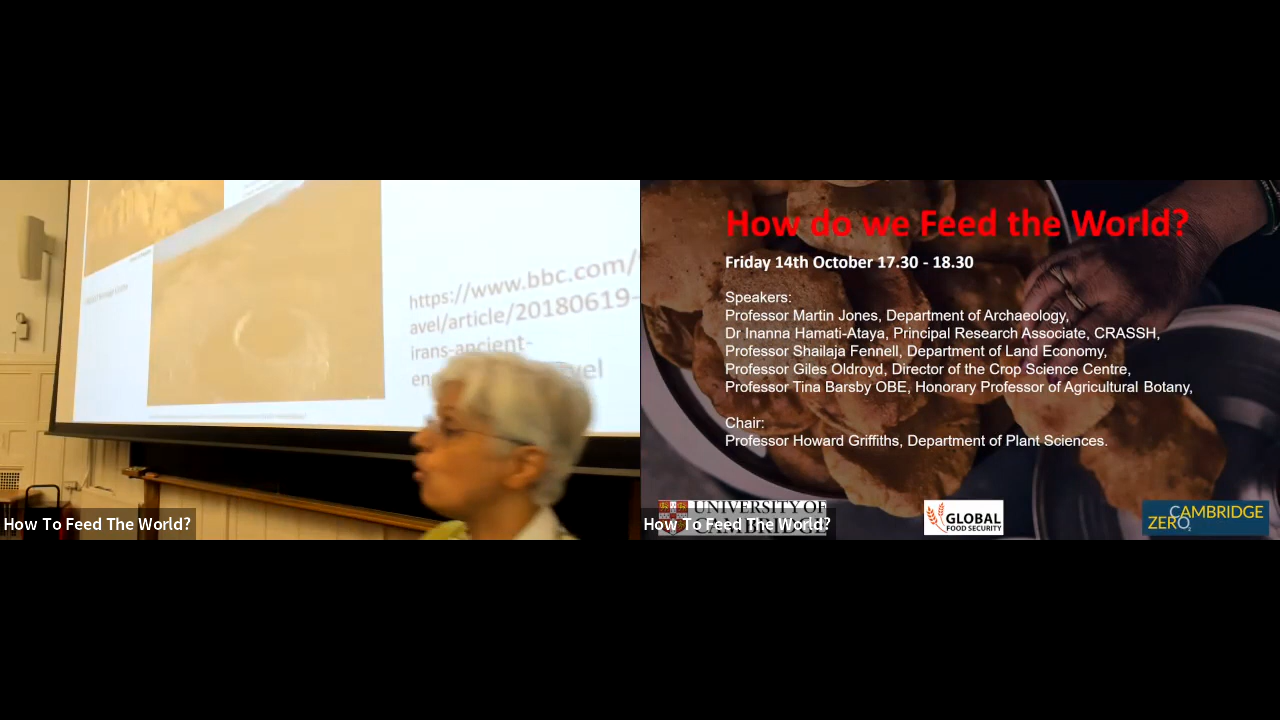 https://www.bbc.com/
avel/article/20180619-
irans-ancient-
How To Feed The World?
How do we Feed the World?
Friday 14th October 17.30 - 18.30
Speakers:
Professor Martin Jones, Department of Archaeology,
Dr Inanna Hamati-Ataya, Principal Research Associate, CRASSH,
Professor Shailaja Fennell, Department of Land Economy,
Professor Giles Oldroyd, Director of the Crop Science Centre,
Professor Tina Barsby OBE, Honorary Professor of Agricultural Botany,
Chair:
Professor Howard Griffiths, Department of Plant Sciences.
UNIVERSITY OF
CAMBRIDGE
How To Feed The World?
GLOBAL
FOOD SECURITY
CAMBRIDGE
ZERO